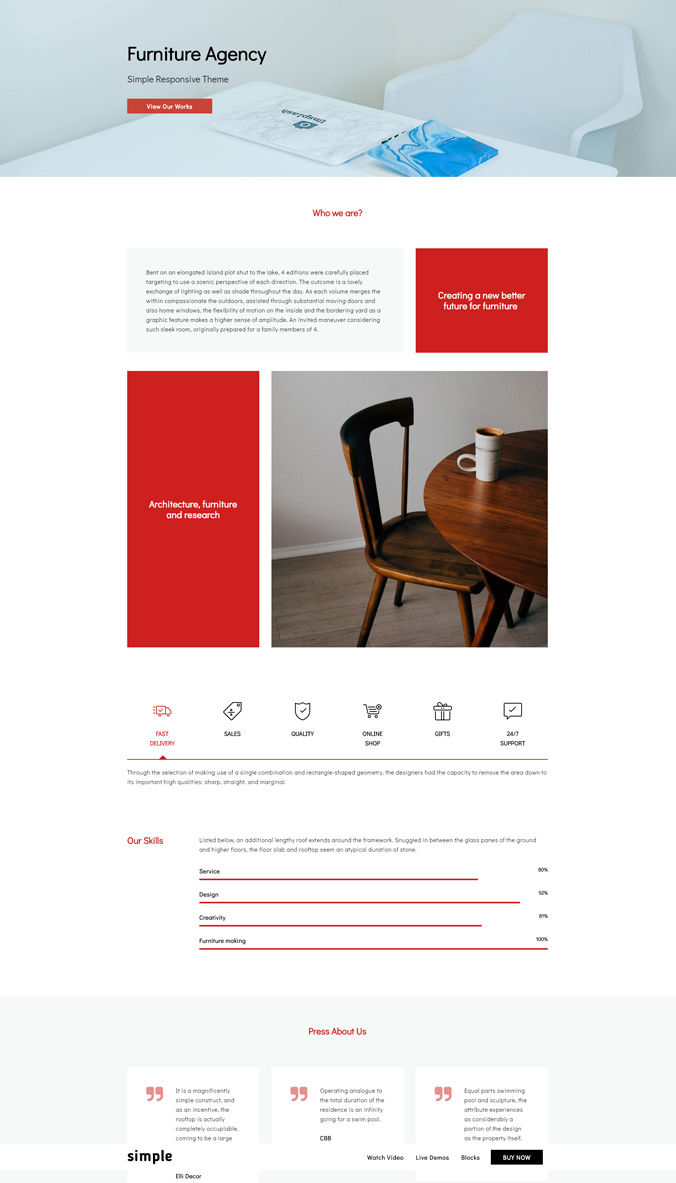 Furniture Agency
Simple Responsive Theme
View Our Works
Unsplash
Who we are?
Bent on an elongated island plot shut to the lake, 4 editions were carefully placed
targeting to use a scenic perspective of each direction. The outcome is a lovely
exchange of lighting as well as shade throughout the day. As each volume merges the
within compassionate the outdoors, assisted through substantial moving doors and
also home windows, the flexibility of motion on the inside and the bordering yard as a
graphic feature makes a higher sense of amplitude. An invited maneuver considering
such sleek room, originally prepared for a family members of 4.
Creating a new better
future for furniture
Architecture, furniture
and research
FAST
DELIVERY
SALES
QUALITY
ONLINE
SHOP
GIFTS
24/7
SUPPORT
Through the selection of making use of a single combination and rectangle-shaped geometry, the designers had the capacity to remove the area down to
its important high qualities: sharp, straight, and marginal.
Our Skills
Listed below, an additional lengthy roof extends around the framework. Snuggled in between the glass panes of the ground
and higher floors, the floor slab and rooftop seem an atypical duration of stone.
Service 80%
Design 92%
Creativity 81%
Furniture making 100%
Press About Us
It is a magnificently
simple construct, and
as an incentive, the
rooftop is actually
completely occupiable,
coming to be a large
Elli Decor
Operating analogue to
the total duration of the
residence is an infinity
going for a swim pool.
CBB
Equal parts swimming
pool and sculpture, the
attribute experiences
as considerably a
portion of the design
as the property itself.
simple
Watch Video Live Demos Blocks BUY NOW